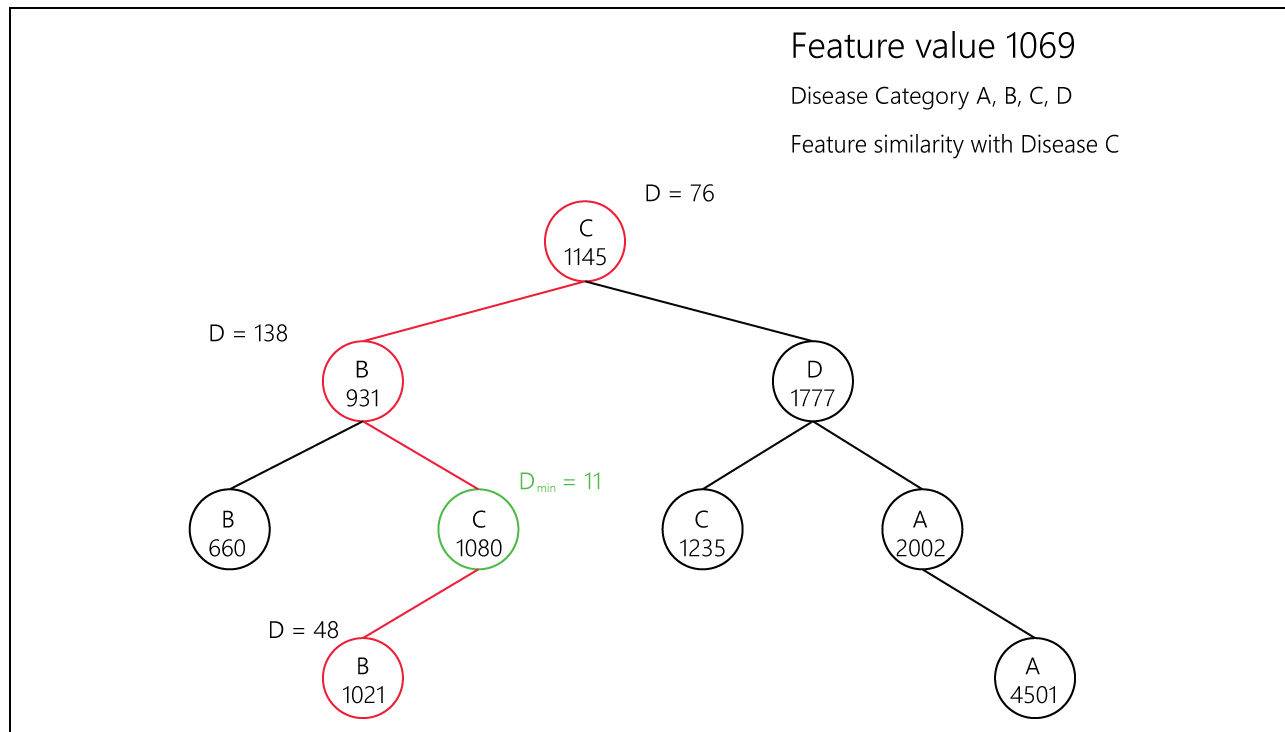 Feature value 1069
Disease Category A, B, C, D
Feature similarity with Disease C
D = 76
C
1145
D = 138
B
931
D
1777
D min = 11
B
660
C
1080
C
1235
A
2002
D = 48
B
1021
A
4501